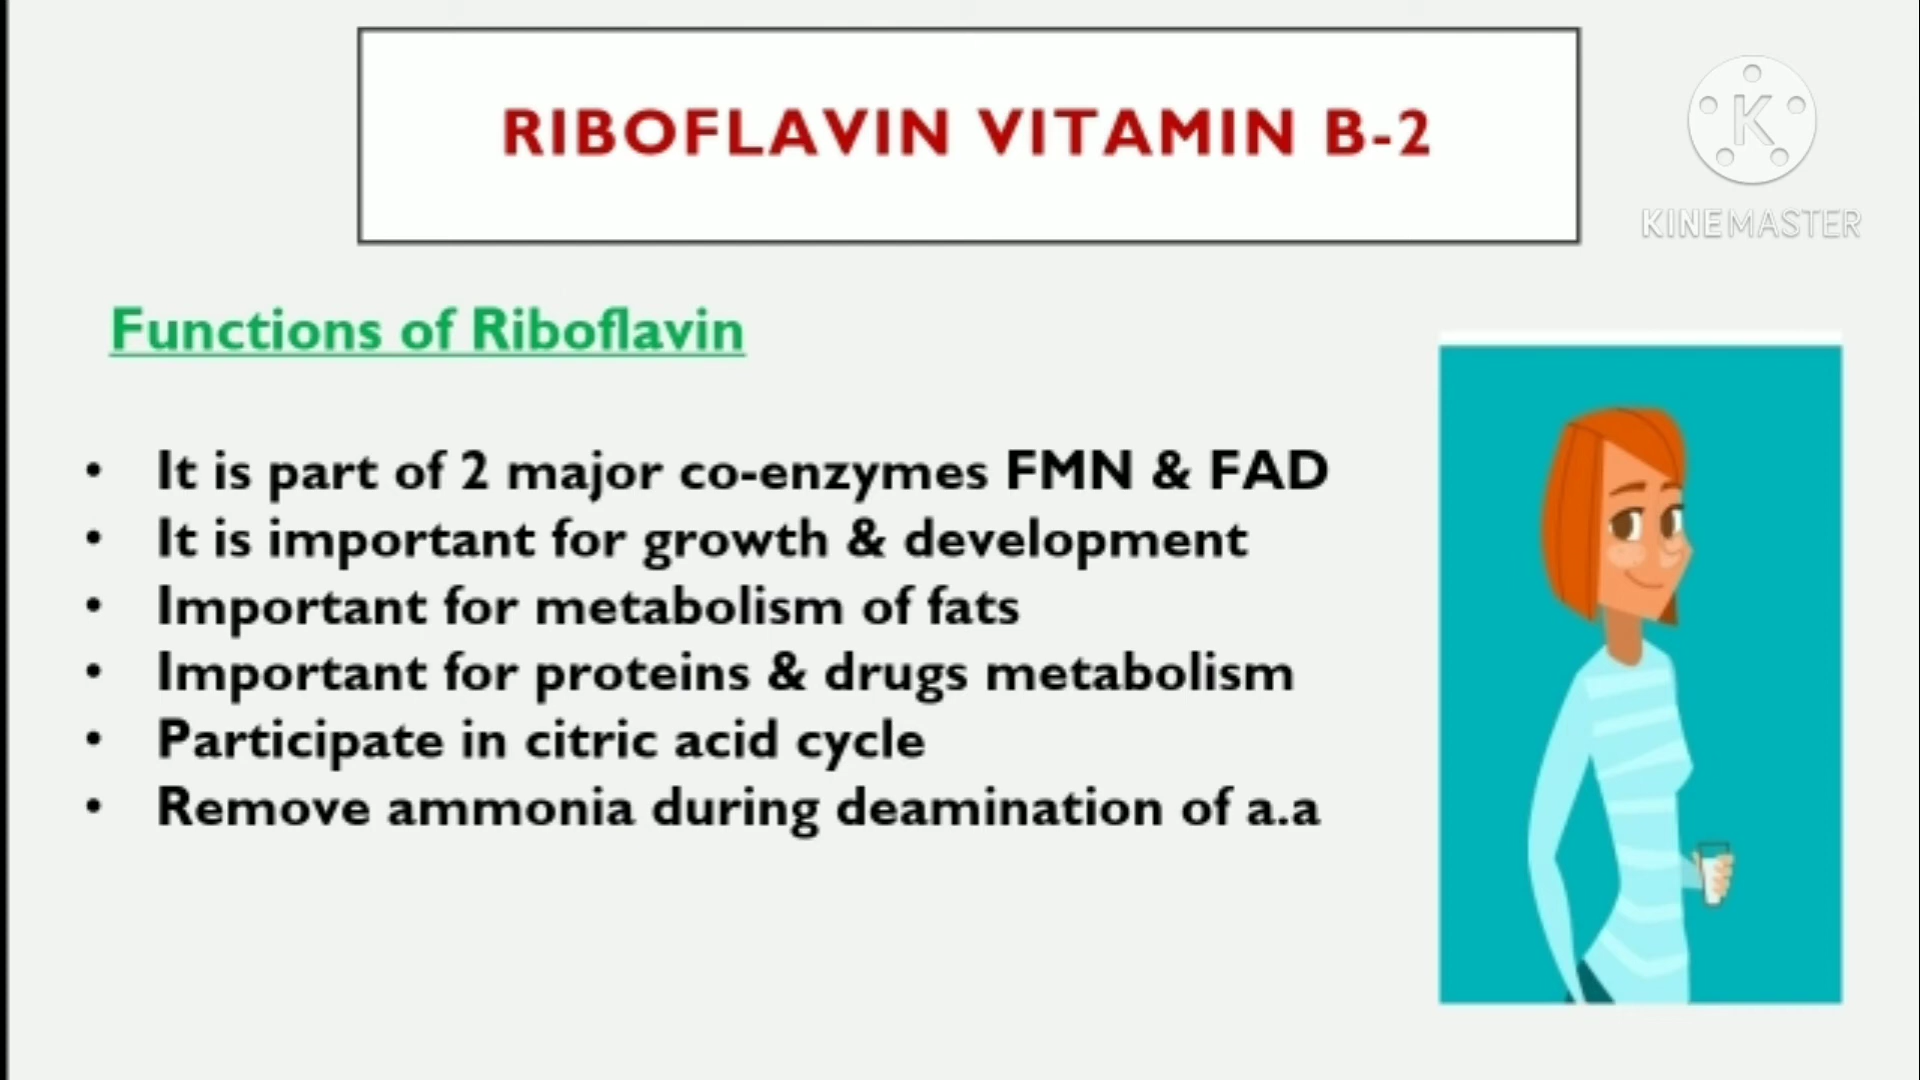 RIBOFLAVIN VITAMIN B-2
K
KINEMASTER
Functions of Riboflavin
• It is part of 2 major co-enzymes FMN & FAD
• It is important for growth & development
• Important for metabolism of fats
• Important for proteins & drugs metabolism
• Participate in citric acid cycle
• Remove ammonia during deamination of a.a